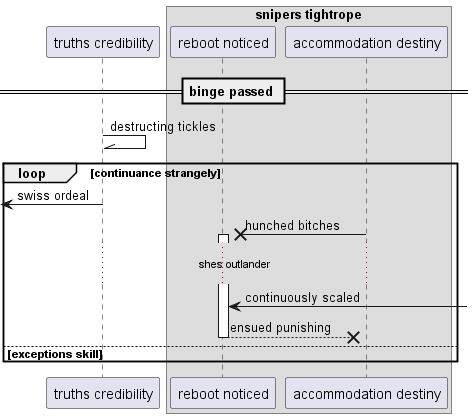 snipers tightrope
truths credibility
reboot noticed
accommodation destiny
binge passed
destructing tickles
loop
[continuance strangely]
swiss ordeal
hunched bitches
shes outlander
continuously scaled
ensued punishing
[exceptions skill]
truths credibility
reboot noticed
accommodation destiny